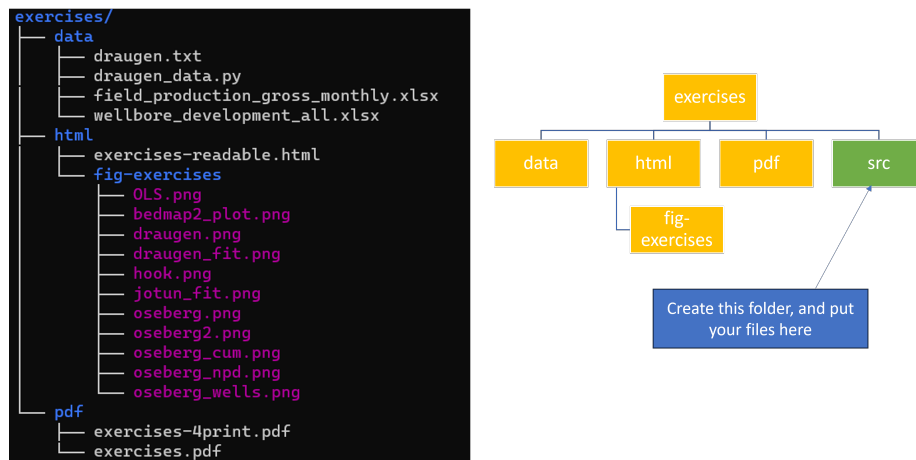 exercises/
data
draugen.txt
draugen_data.py
field_production_gross_monthly.xlsx
wellbore_development_all.xlsx
html
exercises-readable.html
fig-exercises
OLS.png
bedmap2_plot.png
draugen.png
draugen_fit.png
hook.png
jotun_fit.png
oseberg.png
oseberg2.png
oseberg_cum.png
oseberg_npd.png
oseberg_wells.png
pdf
exercises-4print.pdf
exercises.pdf
exercises
data
html
pdf
src
fig-
exercises
Create this folder, and put
your files here